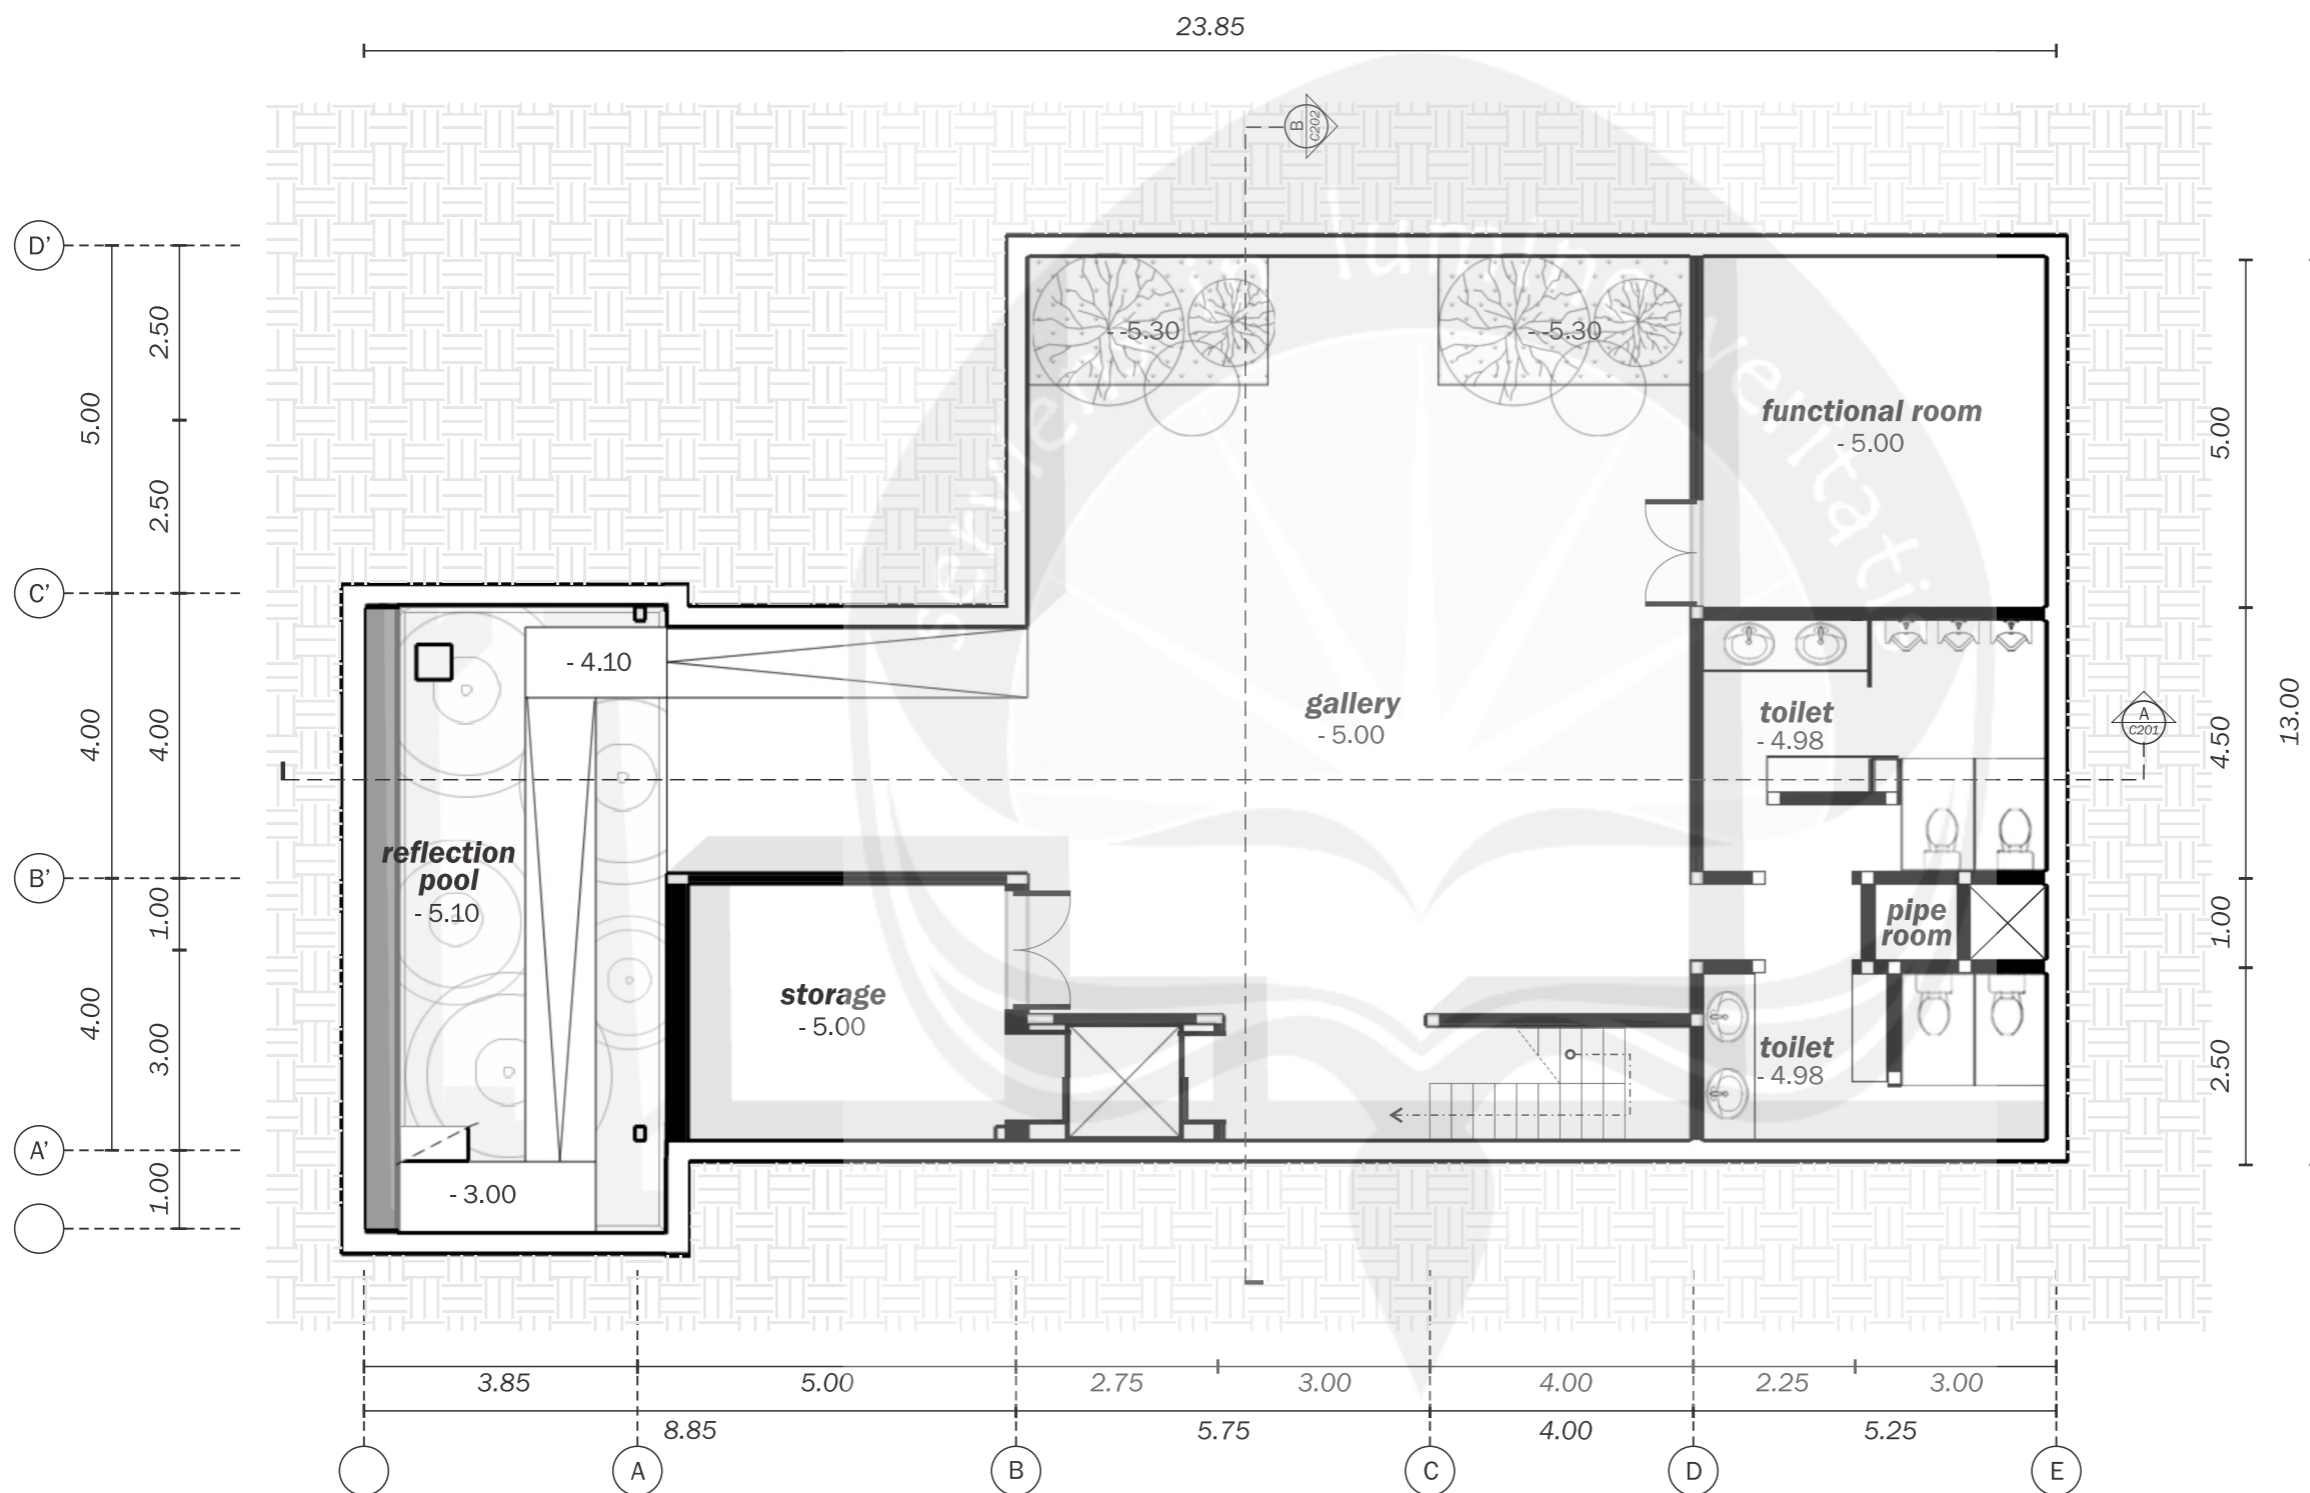 23.85
B
C202
D'
2.50
5.00
2.50
C'
4.00
4.00
B'
1.00
4.00
3.00
A'
1.00
- -5.30
- -5.30
functional room
- 5.00
5.00
- 4.10
gallery
- 5.00
toilet
- 4.98
A
C201
4.50
13.00
reflection
pool
- 5.10
pipe
room
1.00
storage
- 5.00
toilet
- 4.98
2.50
- 3.00
3.85
5.00
2.75
3.00
4.00
2.25
3.00
8.85
5.75
4.00
5.25
A
B
C
D
E
serviens in lumine veritatis